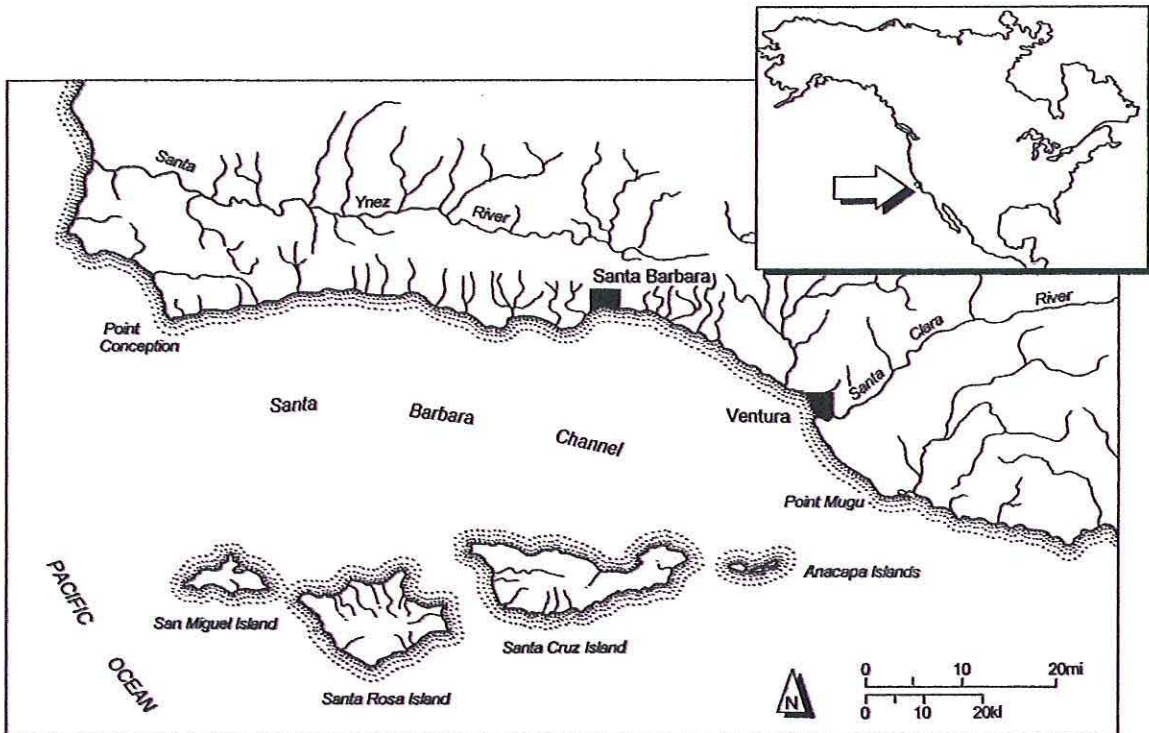 Santa
Ynez
River
Santa Barbara
River
Clara
Santa
Point
Conception
Santa Barbara Channel
Ventura
Point Mugu
PACIFIC
OCEAN
San Miguel Island
Santa Rosa Island
Santa Cruz Island
Anacapa Islands
N
0 10 20mi
0 20kl